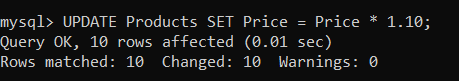 mysql> UPDATE Products SET Price = Price * 1.10;
Query OK, 10 rows affected (0.01 sec)
Rows matched: 10  Changed: 10  Warnings: 0